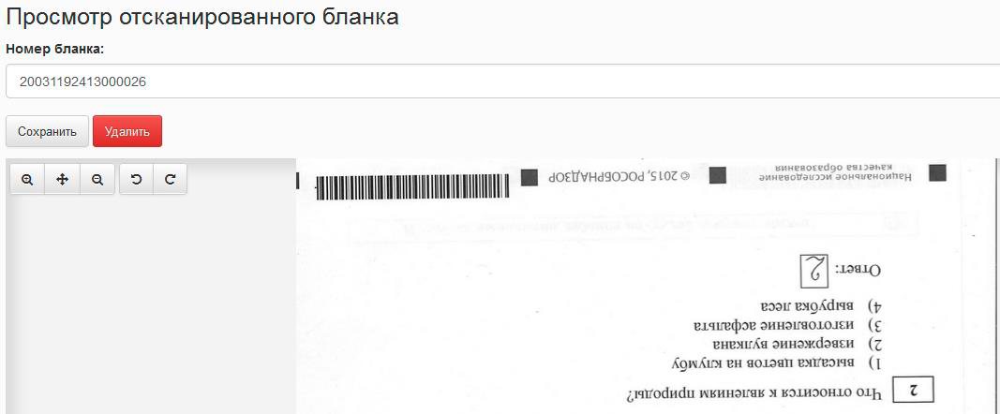 Просмотр отсканированного бланка
Номер бланка:
20031192413000026
Сохранить Удалить
2 Что относится к явлениям природы?
1) высадка цветов на клумбу
2) извержение вулкана
3) изготовление асфальта
4) вырубка леса
Ответ: 2
Национальное исследование
качества образования
© 2015, РОСОБРНАДЗОР